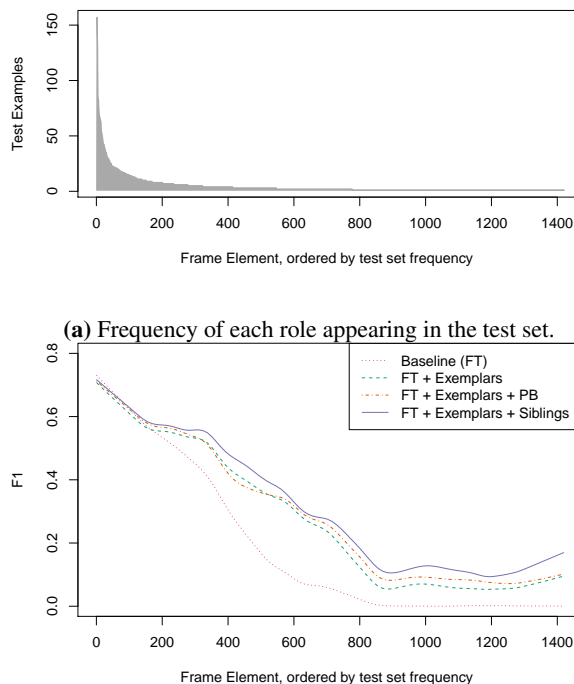 150
100
50
0
Test Examples
0 200 400 600 800 1000 1200 1400
Frame Element, ordered by test set frequency
(a) Frequency of each role appearing in the test set.
0.8
0.6
0.4
0.2
0.0
F1
Baseline (FT)
FT + Exemplars
FT + Exemplars + PB
FT + Exemplars + Siblings
0 200 400 600 800 1000 1200 1400
Frame Element, ordered by test set frequency